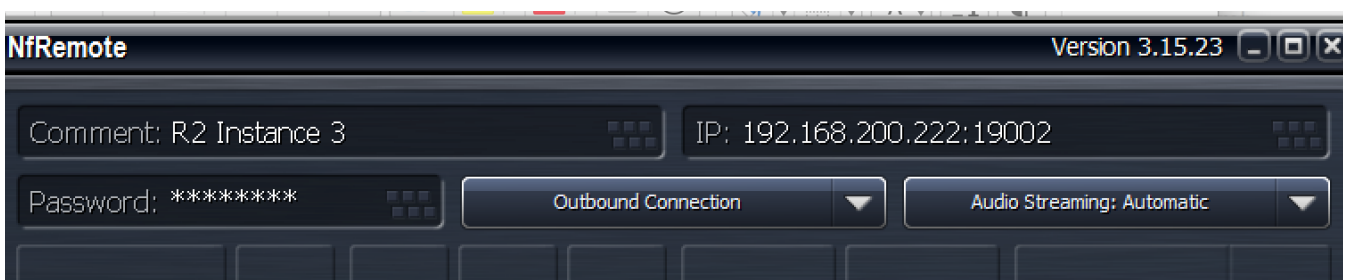 NfRemote Version 3.15.23
Comment: R2 Instance 3 IP: 192.168.200.222:19002
Password: ******** Outbound Connection Audio Streaming: Automatic